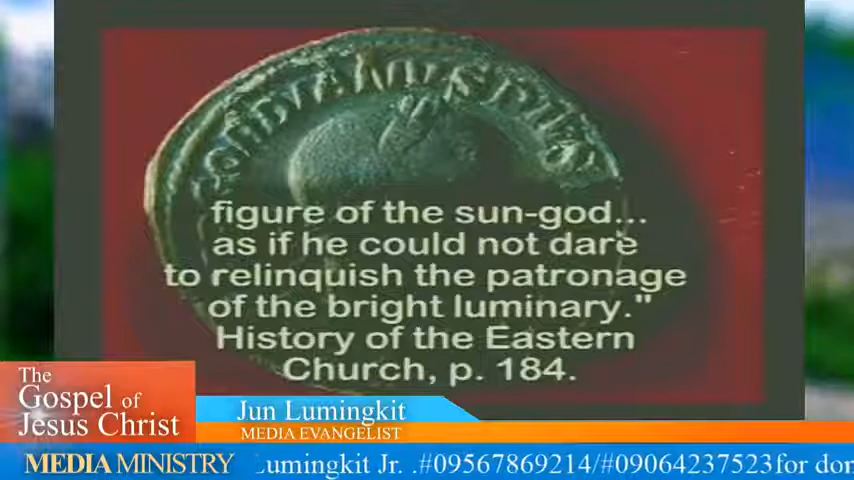 figure of the sun-god...
as if he could not dare
to relinquish the patronage
of the bright luminary."
History of the Eastern
Church, p. 184.
The
Gospel of
Jesus Christ
Jun Lumingkit
MEDIA EVANGELIST
MEDIA MINISTRY
Lumingkit Jr. .#09567869214/#09064237523for don